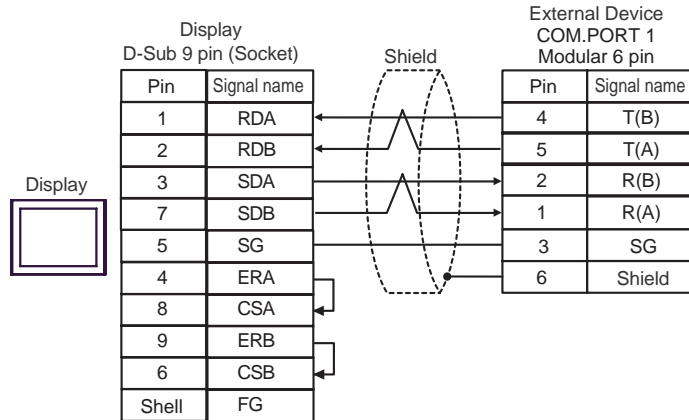 Display
D-Sub 9 pin (Socket)
Shield
External Device
COM.PORT 1
Modular 6 pin
Pin Signal name
Pin Signal name
1 RDA 4 T(B)
2 RDB 5 T(A)
3 SDA 2 R(B)
7 SDB 1 R(A)
5 SG 3 SG
4 ERA 6 Shield
8 CSA
9 ERB
6 CSB
Shell FG
Display